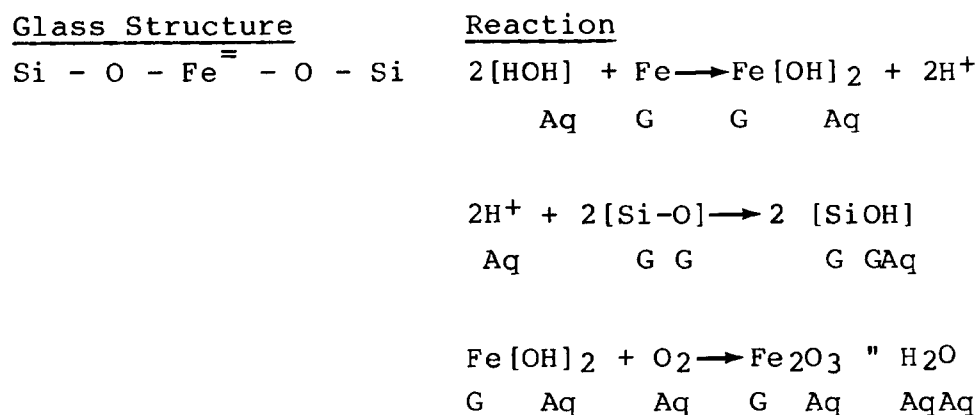 Glass Structure Reaction
Si - O - Fe⁼ - O - Si 2[HOH] + Fe→Fe[OH]₂ + 2H⁺
Aq G G Aq
2H⁺ + 2[Si-O]→2 [SiOH]
Aq G G G GAq
Fe[OH]₂ + O₂→Fe₂O₃ " H₂O
G Aq Aq G Aq AqAq